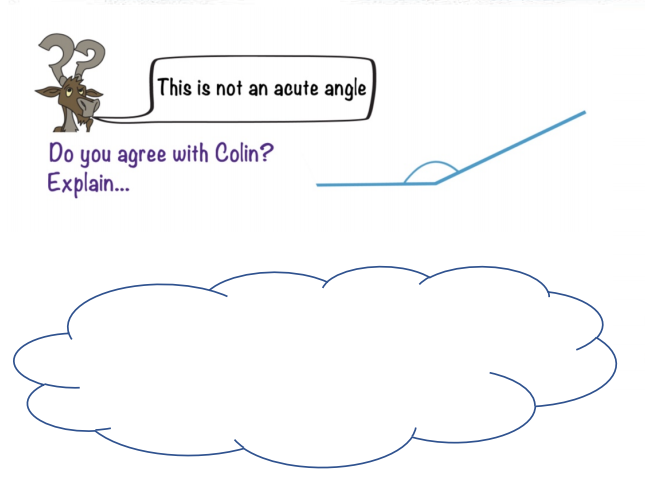 ??
This is not an acute angle
Do you agree with Colin?
Explain...